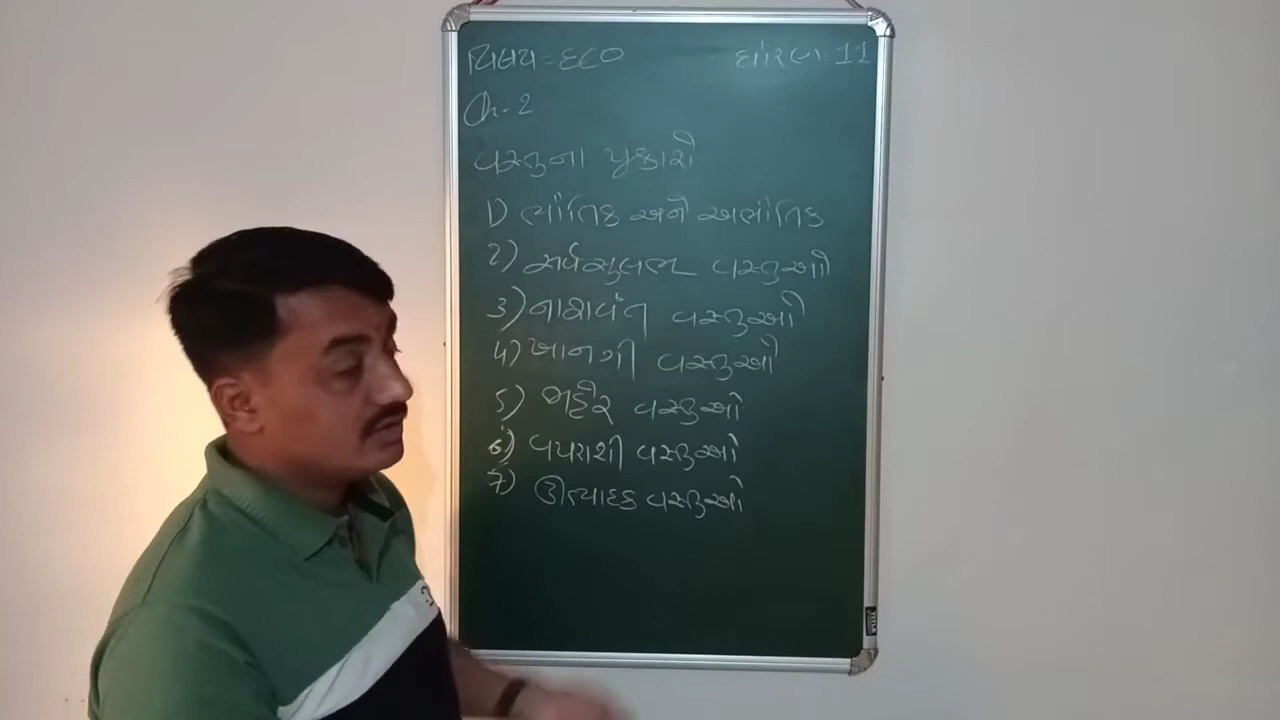 વિષય = ECO ધોરણ. 11
Ch. 2
વસ્તુના પ્રકારો
1) ભૌતિક અને અભૌતિક
2) સર્વસુલભ વસ્તુઓ
3) નાશવંત વસ્તુઓ
4) ખાનગી વસ્તુઓ
5) જાહેર વસ્તુઓ
6) વપરાશી વસ્તુઓ
7) ઊત્પાદક વસ્તુઓ